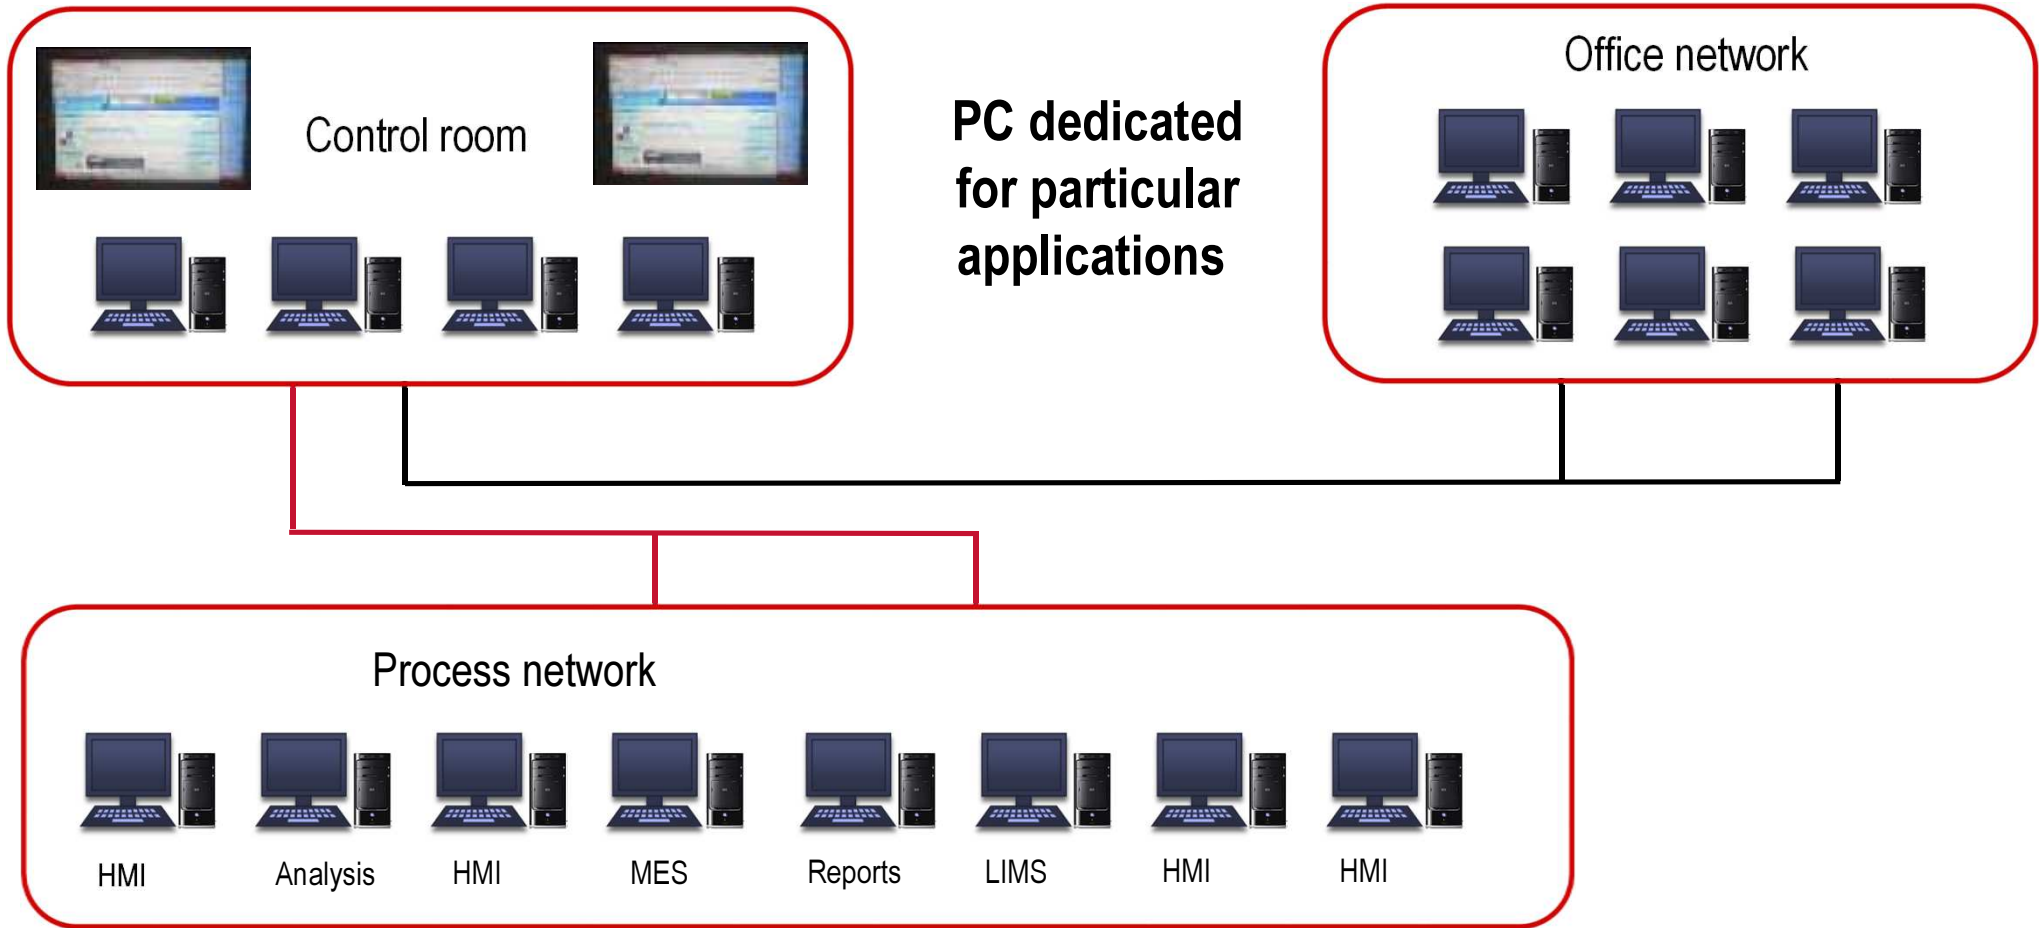 Control room
PC dedicated
for particular
applications
Office network
Process network
HMI
Analysis
HMI
MES
Reports
LIMS
HMI
HMI